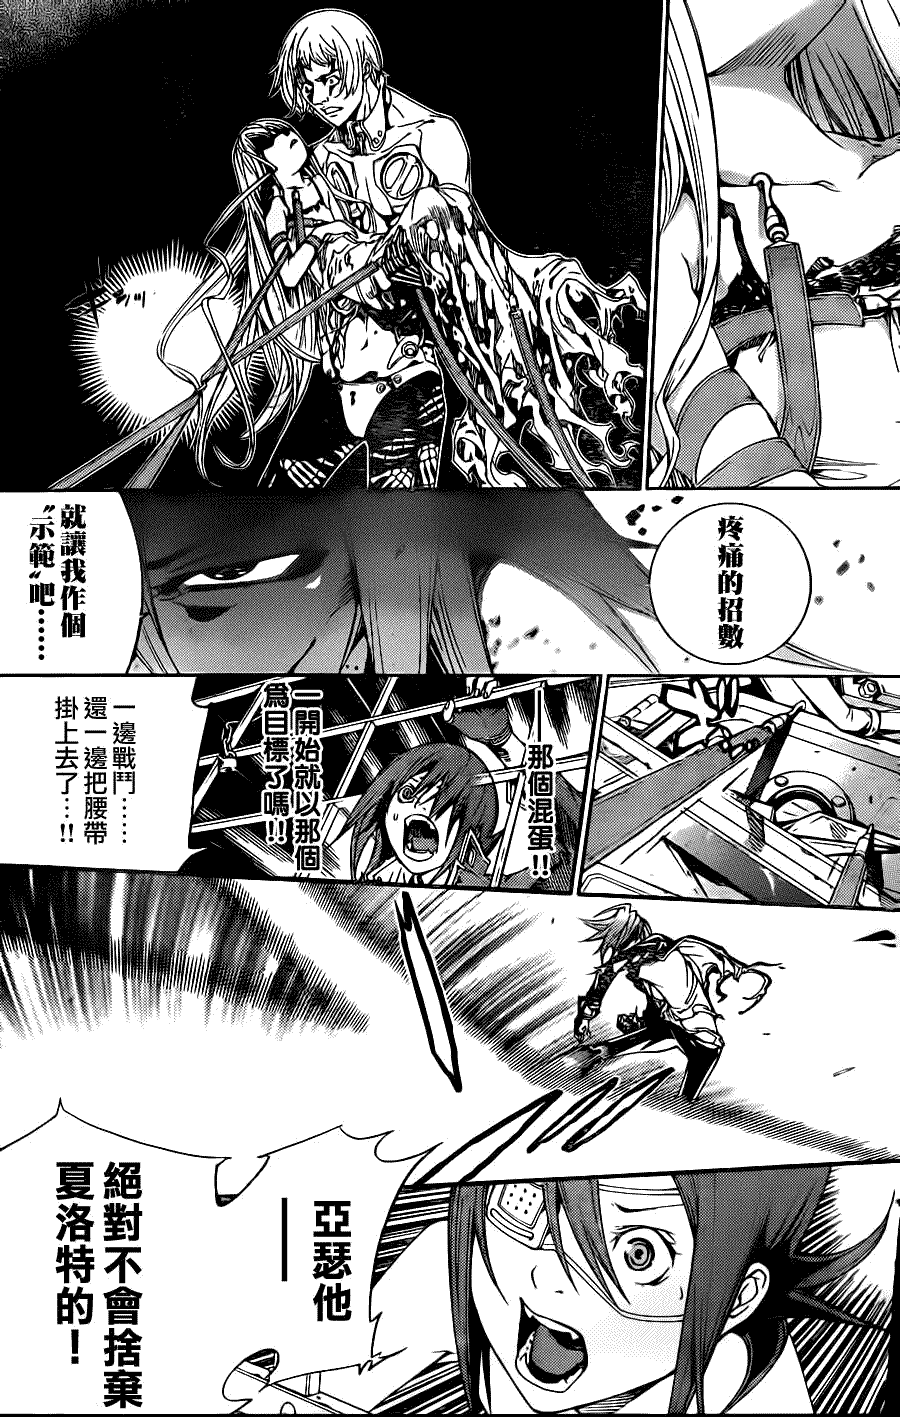 疼痛的招數
就讓我作個
〝示範〞吧……
——那個混蛋!!
一開始就以那個
為目標了嗎!!
一邊戰鬥……
還一邊把腰帶
掛上去了…!!
亞瑟他——
絕對不會捨棄
夏洛特的!